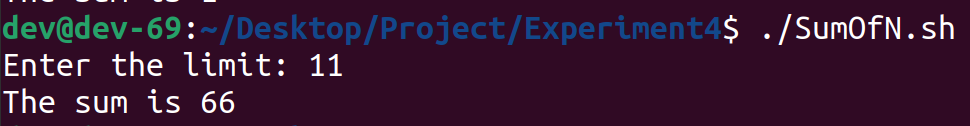 dev@dev-69:~/Desktop/Project/Experiment4$ ./SumOfN.sh
Enter the limit: 11
The sum is 66